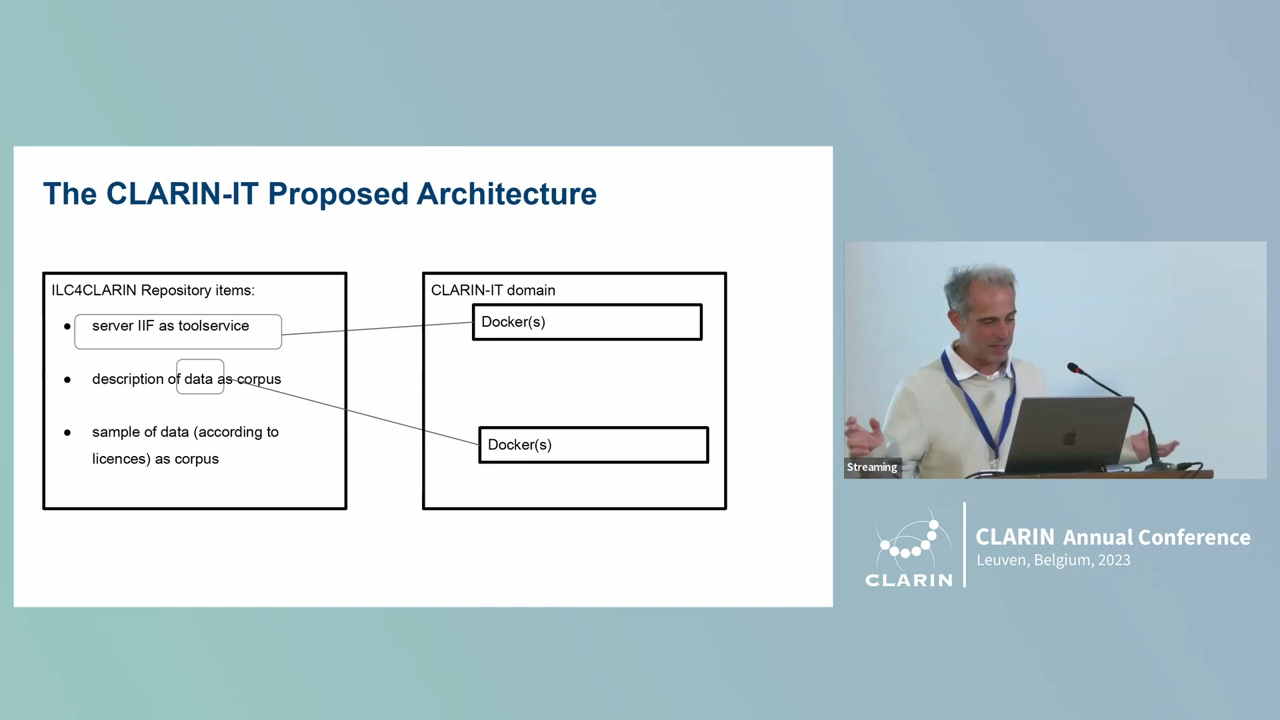 The CLARIN-IT Proposed Architecture
ILC4CLARIN Repository items:
server IIF as toolservice
description of data as corpus
sample of data (according to
licences) as corpus
CLARIN-IT domain
Docker(s)
Docker(s)
Streaming
CLARIN
CLARIN Annual Conference
Leuven, Belgium, 2023